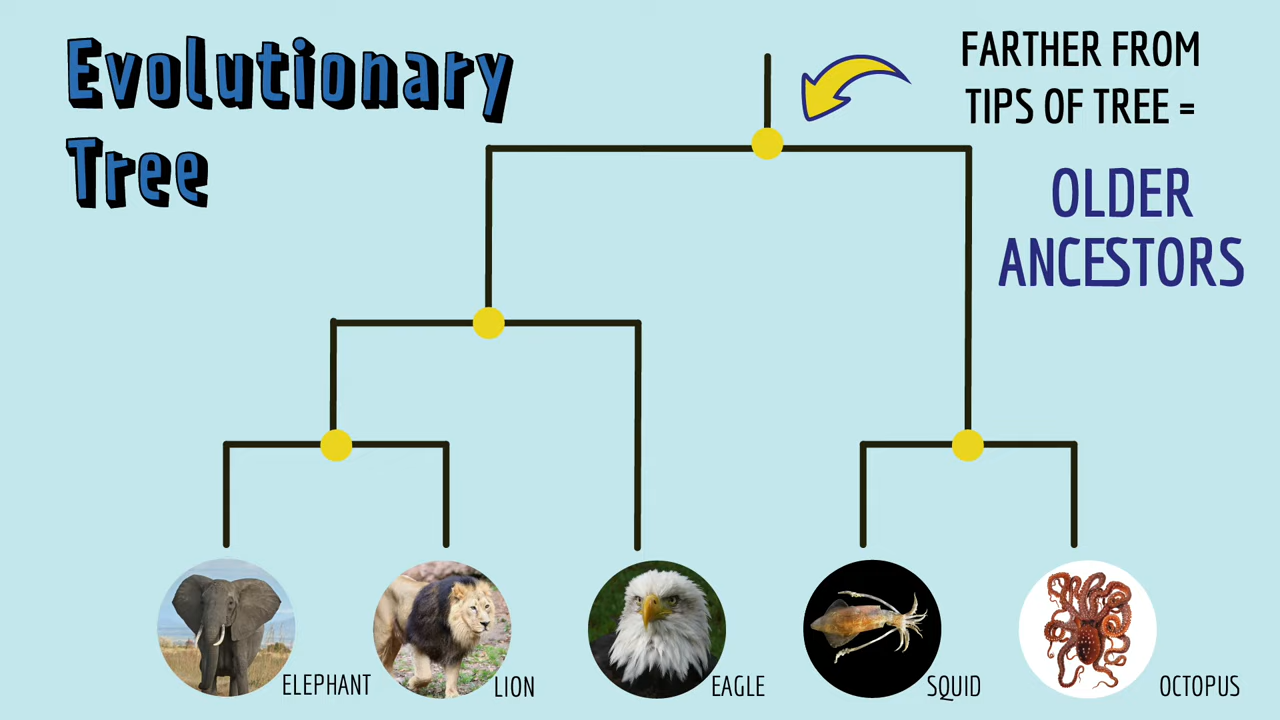 Evolutionary
Tree
FARTHER FROM
TIPS OF TREE =
OLDER
ANCESTORS
ELEPHANT
LION
EAGLE
SQUID
OCTOPUS